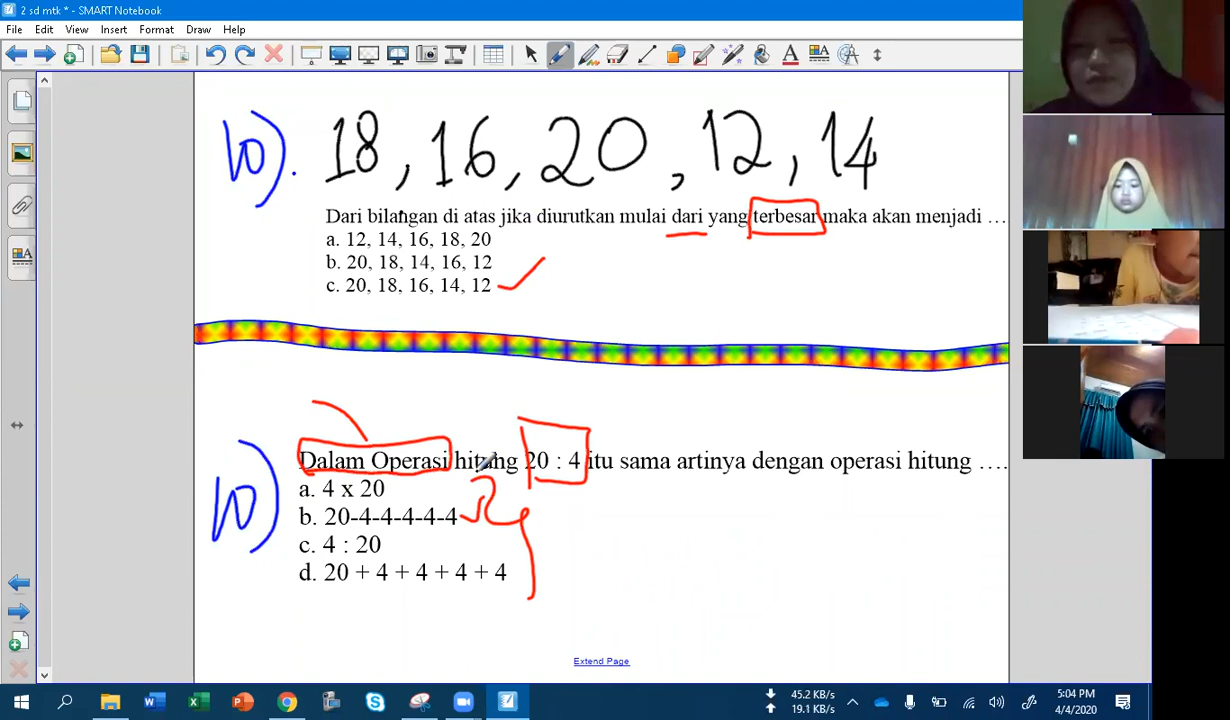 2 sd mtk * - SMART Notebook
File Edit View Insert Format Draw Help
10). 18, 16, 20, 12, 14
Dari bilangan di atas jika diurutkan mulai dari yang terbesar maka akan menjadi ....
a. 12, 14, 16, 18, 20
b. 20, 18, 14, 16, 12
c. 20, 18, 16, 14, 12
10) Dalam Operasi hitung 20 : 4 itu sama artinya dengan operasi hitung ....
a. 4 x 20
b. 20-4-4-4-4-4
c. 4 : 20
d. 20 + 4 + 4 + 4 + 4
Extend Page
45.2 KB/s
19.1 KB/s
5:04 PM
4/4/2020